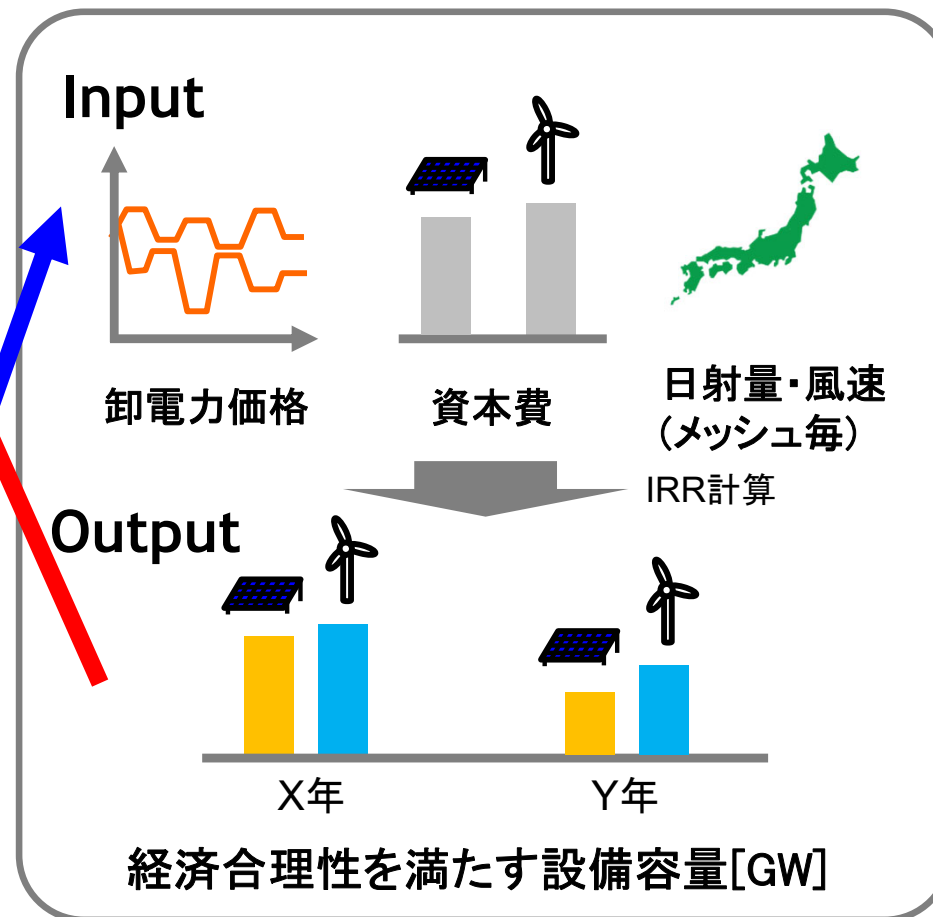 Input
卸電力価格
資本費
日射量・風速
(メッシュ毎)
IRR計算
Output
X年
Y年
経済合理性を満たす設備容量[GW]